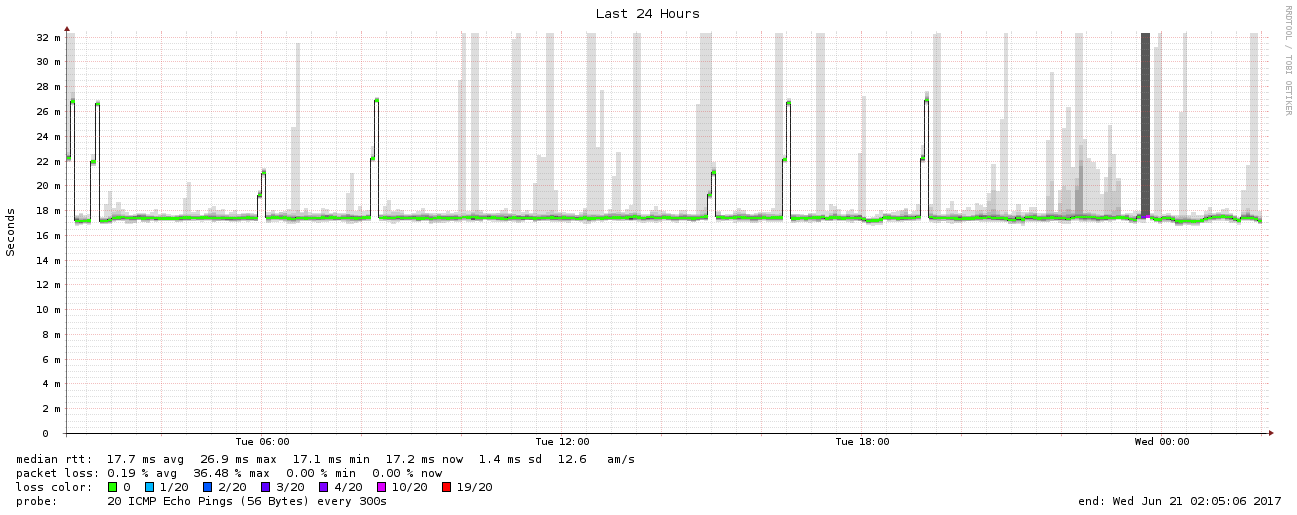 Last 24 Hours
RRDTOOL / TOBI OETIKER
Seconds
32 m
30 m
28 m
26 m
24 m
22 m
20 m
18 m
16 m
14 m
12 m
10 m
8 m
6 m
4 m
2 m
0
Tue 06:00 Tue 12:00 Tue 18:00 Wed 00:00
median rtt: 17.7 ms avg 26.9 ms max 17.1 ms min 17.2 ms now 1.4 ms sd 12.6 am/s
packet loss: 0.19 % avg 36.48 % max 0.00 % min 0.00 % now
loss color: 0 1/20 2/20 3/20 4/20 10/20 19/20
probe: 20 ICMP Echo Pings (56 Bytes) every 300s end: Wed Jun 21 02:05:06 2017